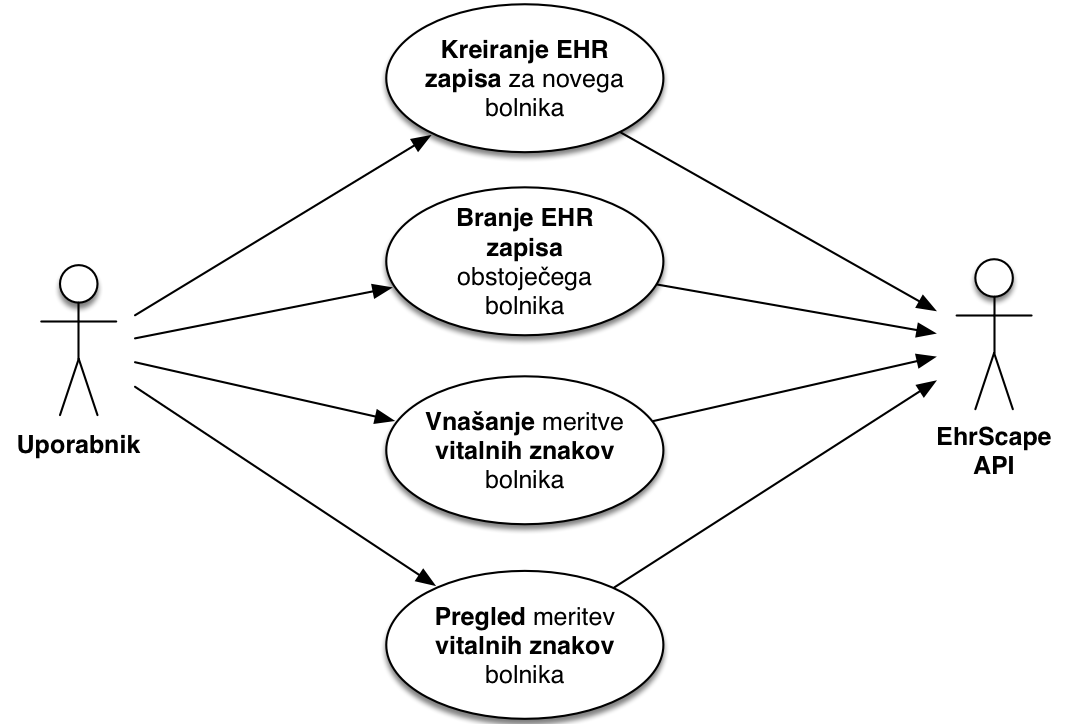 Kreiranje EHR
zapisa za novega
bolnika
Branje EHR
zapisa
obstoječega
bolnika
Uporabnik
EhrScape
API
Vnašanje meritve
vitalnih znakov
bolnika
Pregled meritev
vitalnih znakov
bolnika